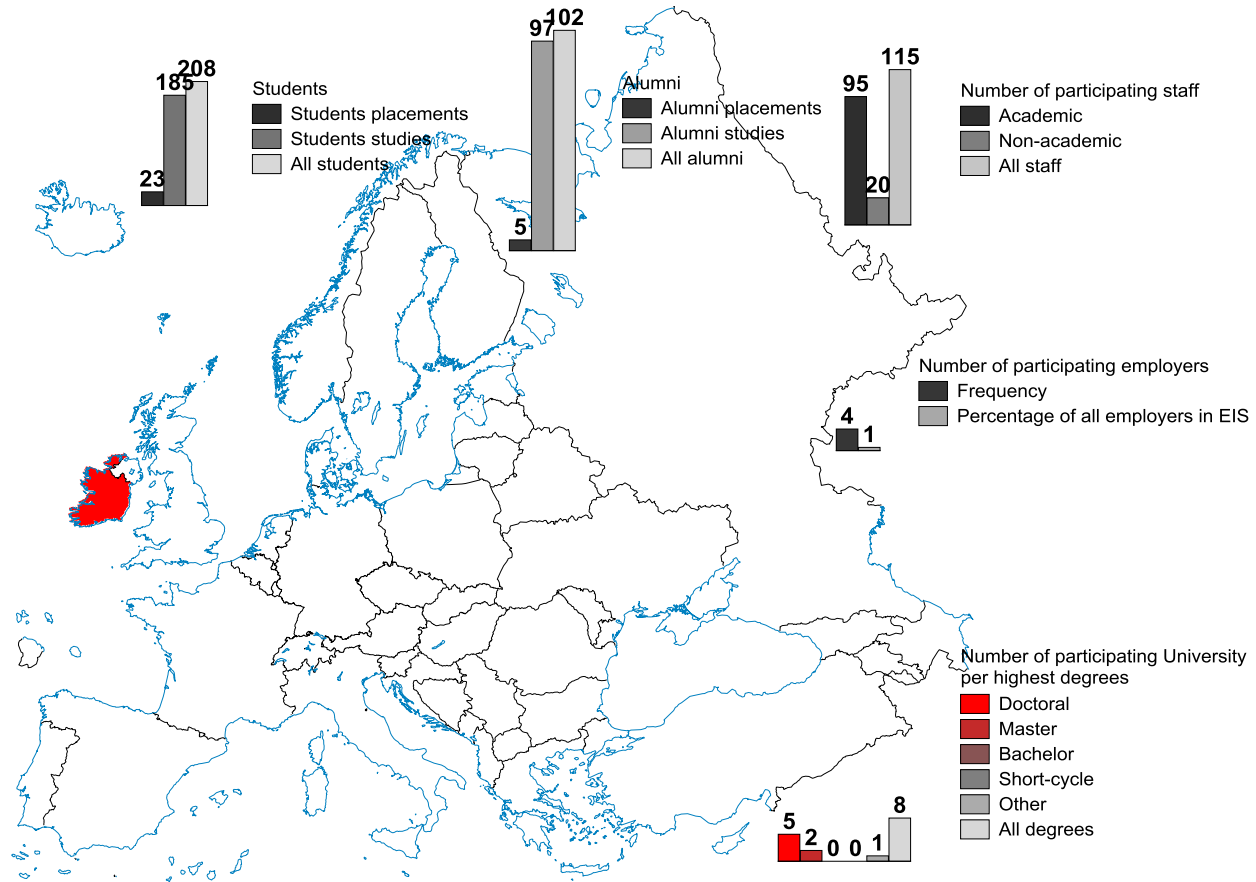 23
185
208
Students
Students placements
Students studies
All students
5
97
102
Alumni
Alumni placements
Alumni studies
All alumni
95
20
115
Number of participating staff
Academic
Non-academic
All staff
Number of participating employers
Frequency
Percentage of all employers in EIS
4
1
Number of participating University
per highest degrees
Doctoral
Master
Bachelor
Short-cycle
Other
All degrees
5
2
0
0
1
8